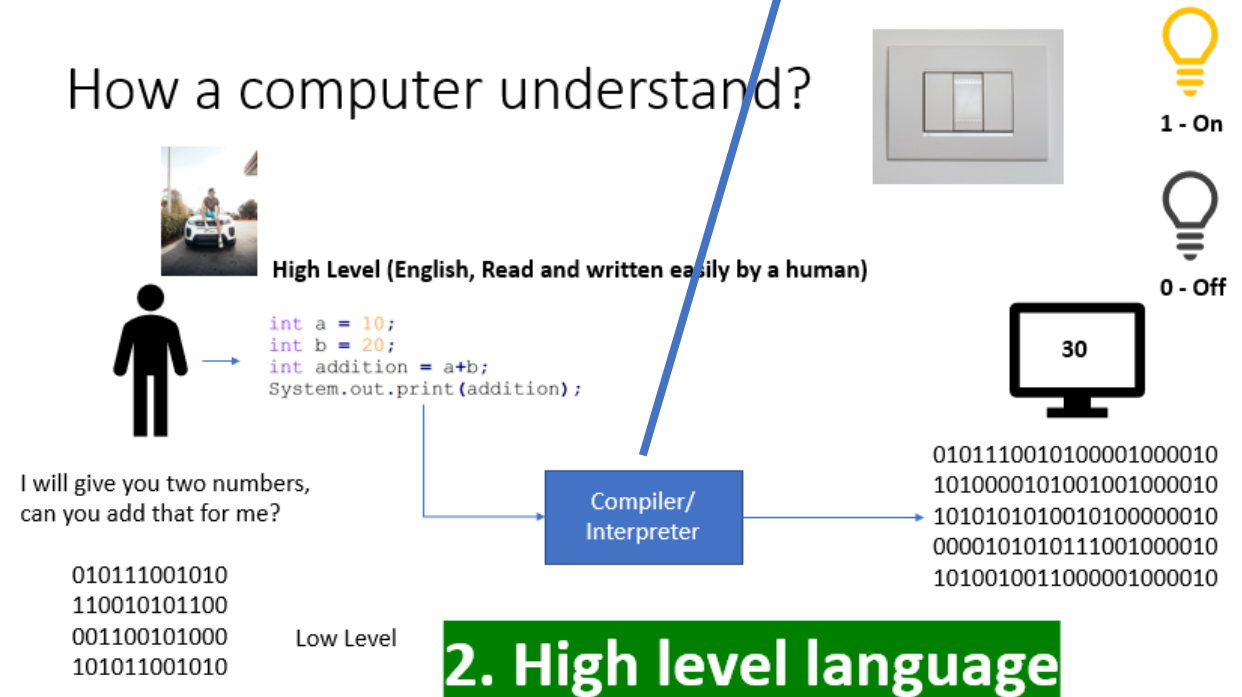 How a computer understand?
1 - On
0 - Off
High Level (English, Read and written easily by a human)
int a = 10;
int b = 20;
int addition = a+b;
System.out.print(addition);
30
I will give you two numbers,
can you add that for me?
Compiler/
Interpreter
0101110010100001000010
1010000101001001000010
1010101010010100000010
0000101010111001000010
1010010011000001000010
010111001010
110010101100
001100101000
101011001010
Low Level
2. High level language